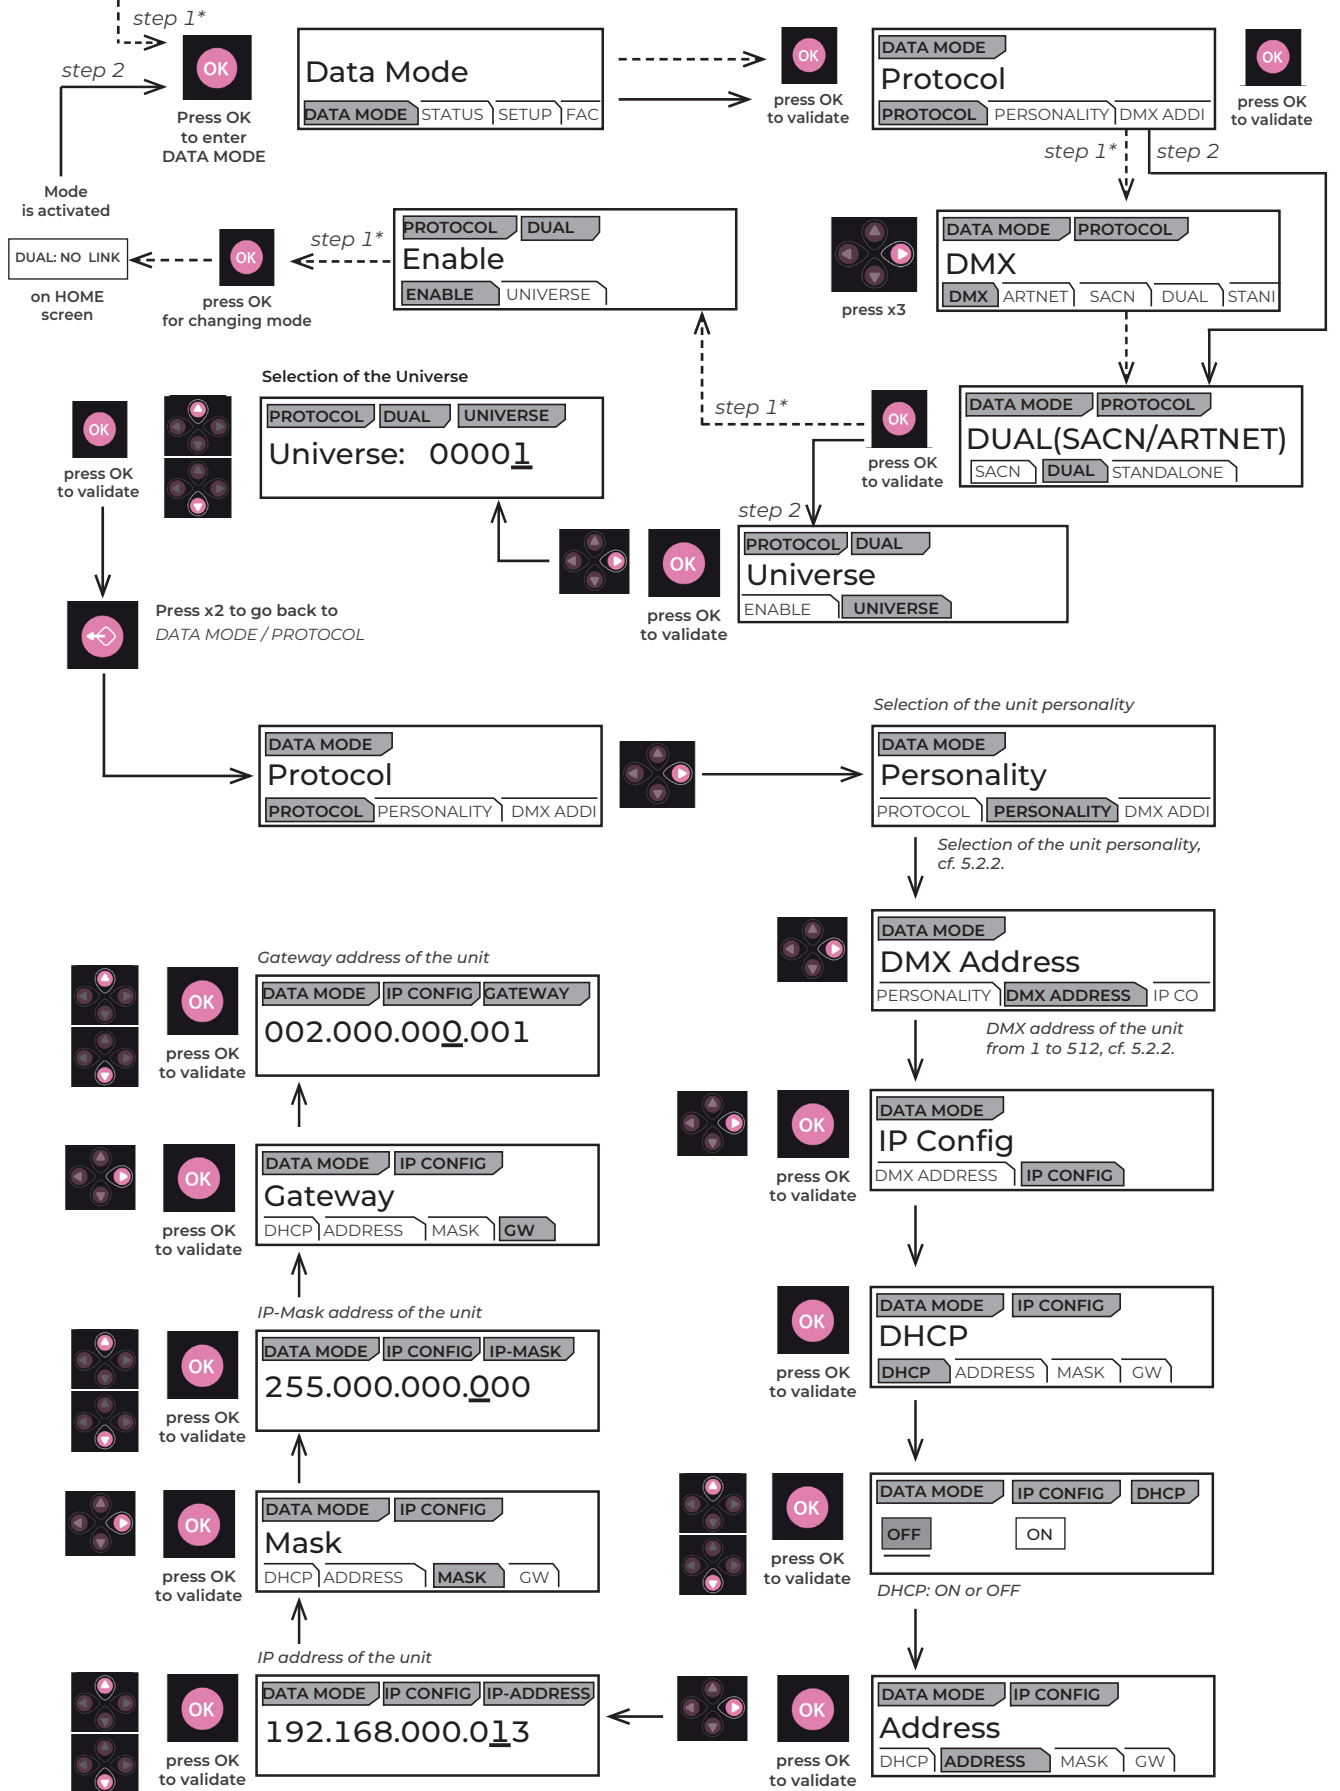 step 1*
step 2
OK
Press OK
to enter
DATA MODE
Data Mode
DATA MODE STATUS SETUP FAC
OK
press OK
to validate
DATA MODE
Protocol
PROTOCOL PERSONALITY DMX ADDI
OK
press OK
to validate
step 1* step 2
Mode
is activated
DUAL: NO LINK
on HOME
screen
OK
press OK
for changing mode
step 1*
PROTOCOL DUAL
Enable
ENABLE UNIVERSE
press x3
DATA MODE PROTOCOL
DMX
DMX ARTNET SACN DUAL STANI
DATA MODE PROTOCOL
DUAL(SACN/ARTNET)
SACN DUAL STANDALONE
OK
press OK
to validate
step 1*
step 2
PROTOCOL DUAL
Universe
ENABLE UNIVERSE
OK
press OK
to validate
Selection of the Universe
PROTOCOL DUAL UNIVERSE
Universe: 00001
OK
press OK
to validate
Press x2 to go back to
DATA MODE / PROTOCOL
DATA MODE
Protocol
PROTOCOL PERSONALITY DMX ADDI
Selection of the unit personality
DATA MODE
Personality
PROTOCOL PERSONALITY DMX ADDI
Selection of the unit personality,
cf. 5.2.2.
DATA MODE
DMX Address
PERSONALITY DMX ADDRESS IP CO
DMX address of the unit
from 1 to 512, cf. 5.2.2.
OK
press OK
to validate
DATA MODE
IP Config
DMX ADDRESS IP CONFIG
OK
press OK
to validate
DATA MODE IP CONFIG
DHCP
DHCP ADDRESS MASK GW
OK
press OK
to validate
DATA MODE IP CONFIG DHCP
OFF ON
DHCP: ON or OFF
OK
press OK
to validate
DATA MODE IP CONFIG
Address
DHCP ADDRESS MASK GW
IP address of the unit
OK
press OK
to validate
DATA MODE IP CONFIG IP-ADDRESS
192.168.000.013
OK
press OK
to validate
DATA MODE IP CONFIG
Mask
DHCP ADDRESS MASK GW
IP-Mask address of the unit
OK
press OK
to validate
DATA MODE IP CONFIG IP-MASK
255.000.000.000
OK
press OK
to validate
DATA MODE IP CONFIG
Gateway
DHCP ADDRESS MASK GW
Gateway address of the unit
OK
press OK
to validate
DATA MODE IP CONFIG GATEWAY
002.000.000.001